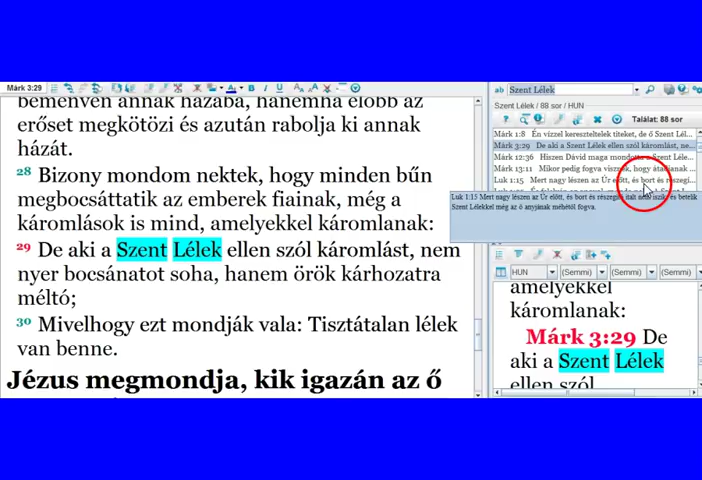 Márk 3:29
bemenvén annak házába, hanemha előbb az
erőset megkötözi és azután rabolja ki annak
házát.
28 Bizony mondom nektek, hogy minden bűn
megbocsáttatik az emberek fiainak, még a
káromlások is mind, amelyekkel káromlanak:
29 De aki a Szent Lélek ellen szól káromlást, nem
nyer bocsánatot soha, hanem örök kárhozatra
méltó;
30 Mivelhogy ezt mondják vala: Tisztátalan lélek
van benne.
Jézus megmondja, kik igazán az ő
ab Szent Lélek
Szent Lélek / 88 sor / HUN
Találat: 88 sor
Márk 1:8 Én vízzel kereszteltelek titeket, de ő Szent Lél...
Márk 3:29 De aki a Szent Lélek ellen szól káromlást, ne...
Márk 12:36 Hiszen Dávid maga mondotta a Szent Léle...
Márk 13:11 Mikor pedig fogva visznek, hogy átadjanak
Luk 1:15 Mert nagy lészen az Úr előtt, és bort és részegí...
Luk 1:15 Mert nagy lészen az Úr előtt, és bort és részegítő italt nem iszik; és betelik
Szent Lélekkel még az ő anyjának méhétől fogva.
HUN (Semmi) (Semmi) (Semmi)
amelyekkel
káromlanak:
Márk 3:29 De
aki a Szent Lélek
ellen szól